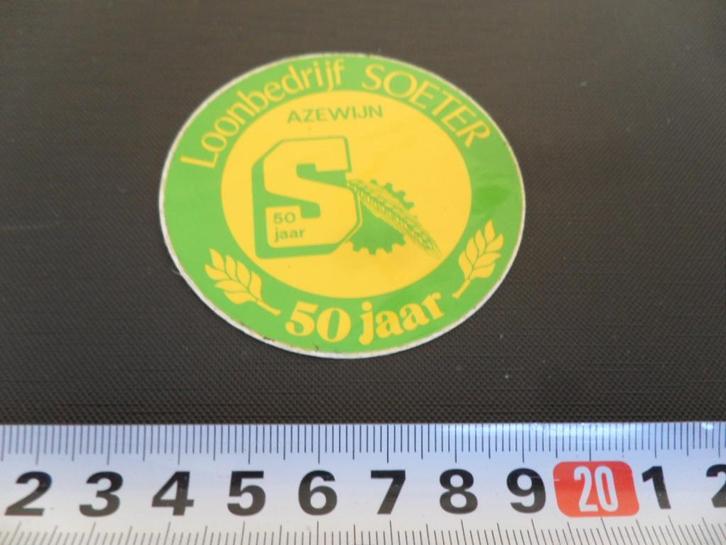 Loonbedrijf SOETER
AZEWIJN
S
50
jaar
50 jaar
2 3 4 5 6 7 8 9 20 1 2